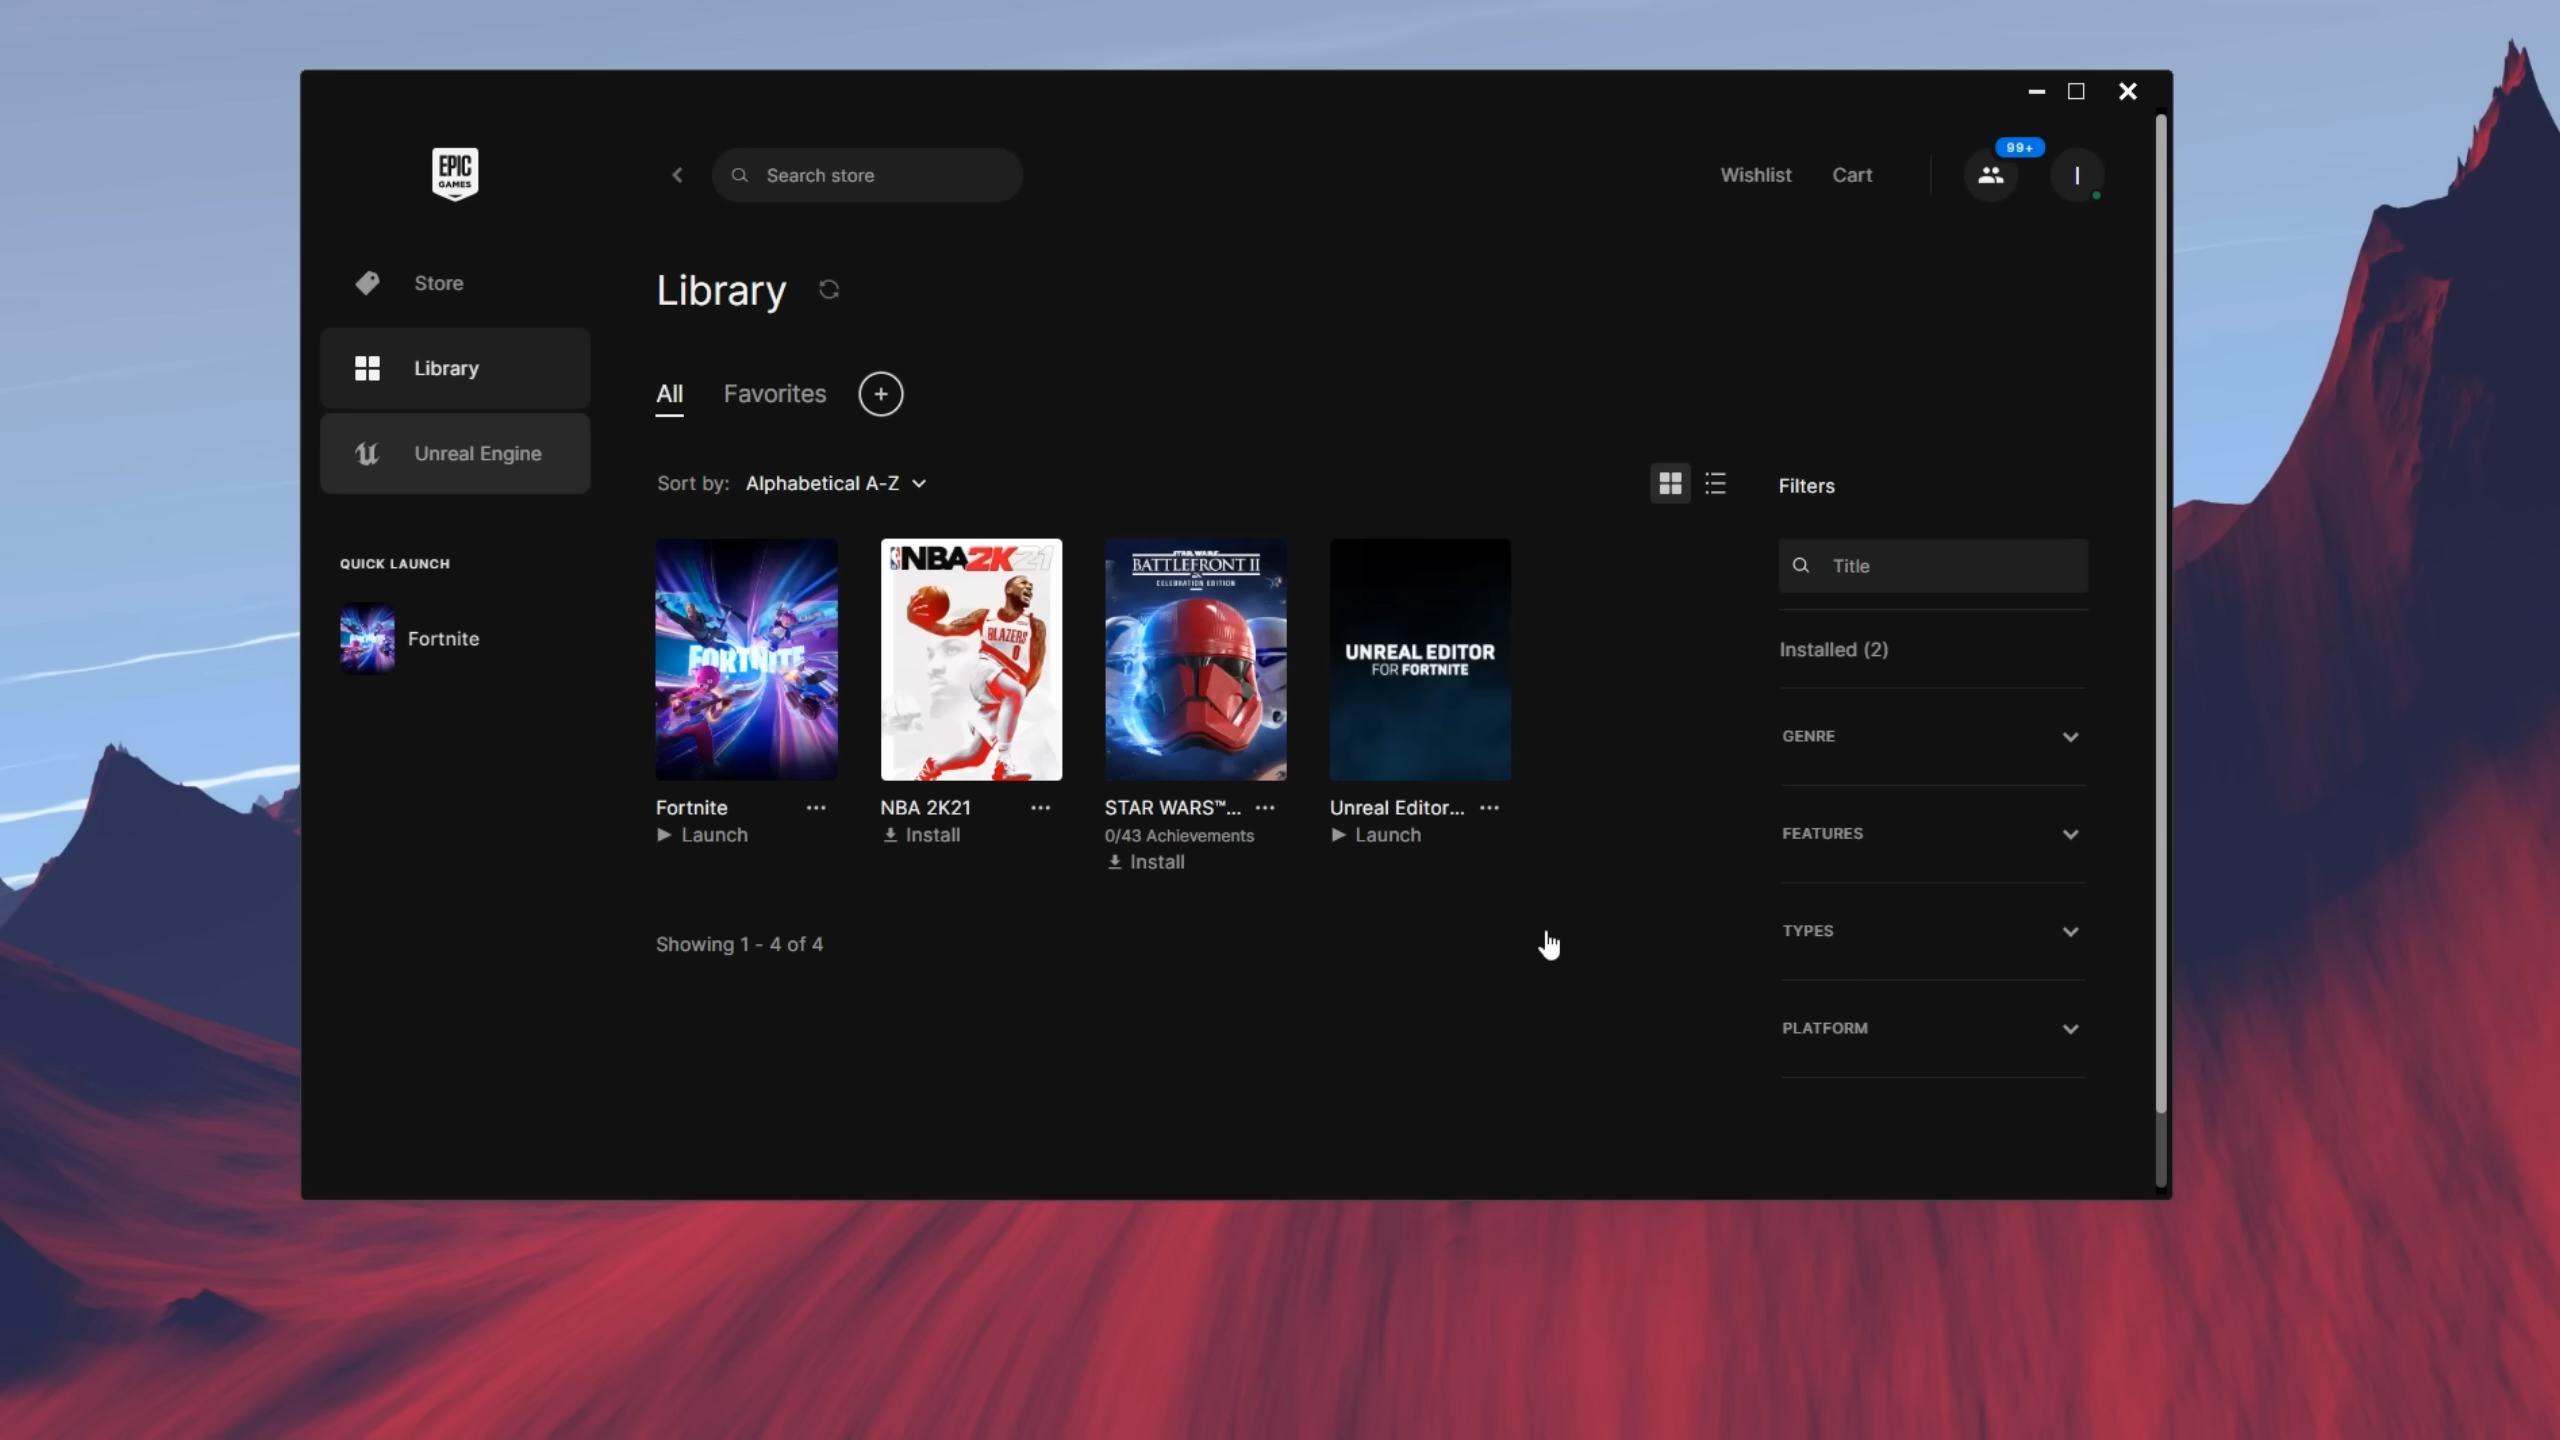 EPIC
GAMES
Search store
Wishlist
Cart
99+
I
Store
Library
Unreal Engine
QUICK LAUNCH
Fortnite
Library
All
Favorites
Sort by: Alphabetical A-Z
FORTNITE
NBA 2K21
BLAZERS
0
STAR WARS
BATTLEFRONT II
CELEBRATION EDITION
UNREAL EDITOR
FOR FORTNITE
Fortnite
Launch
NBA 2K21
Install
STAR WARS™...
0/43 Achievements
Install
Unreal Editor...
Launch
Showing 1 - 4 of 4
Filters
Title
Installed (2)
GENRE
FEATURES
TYPES
PLATFORM